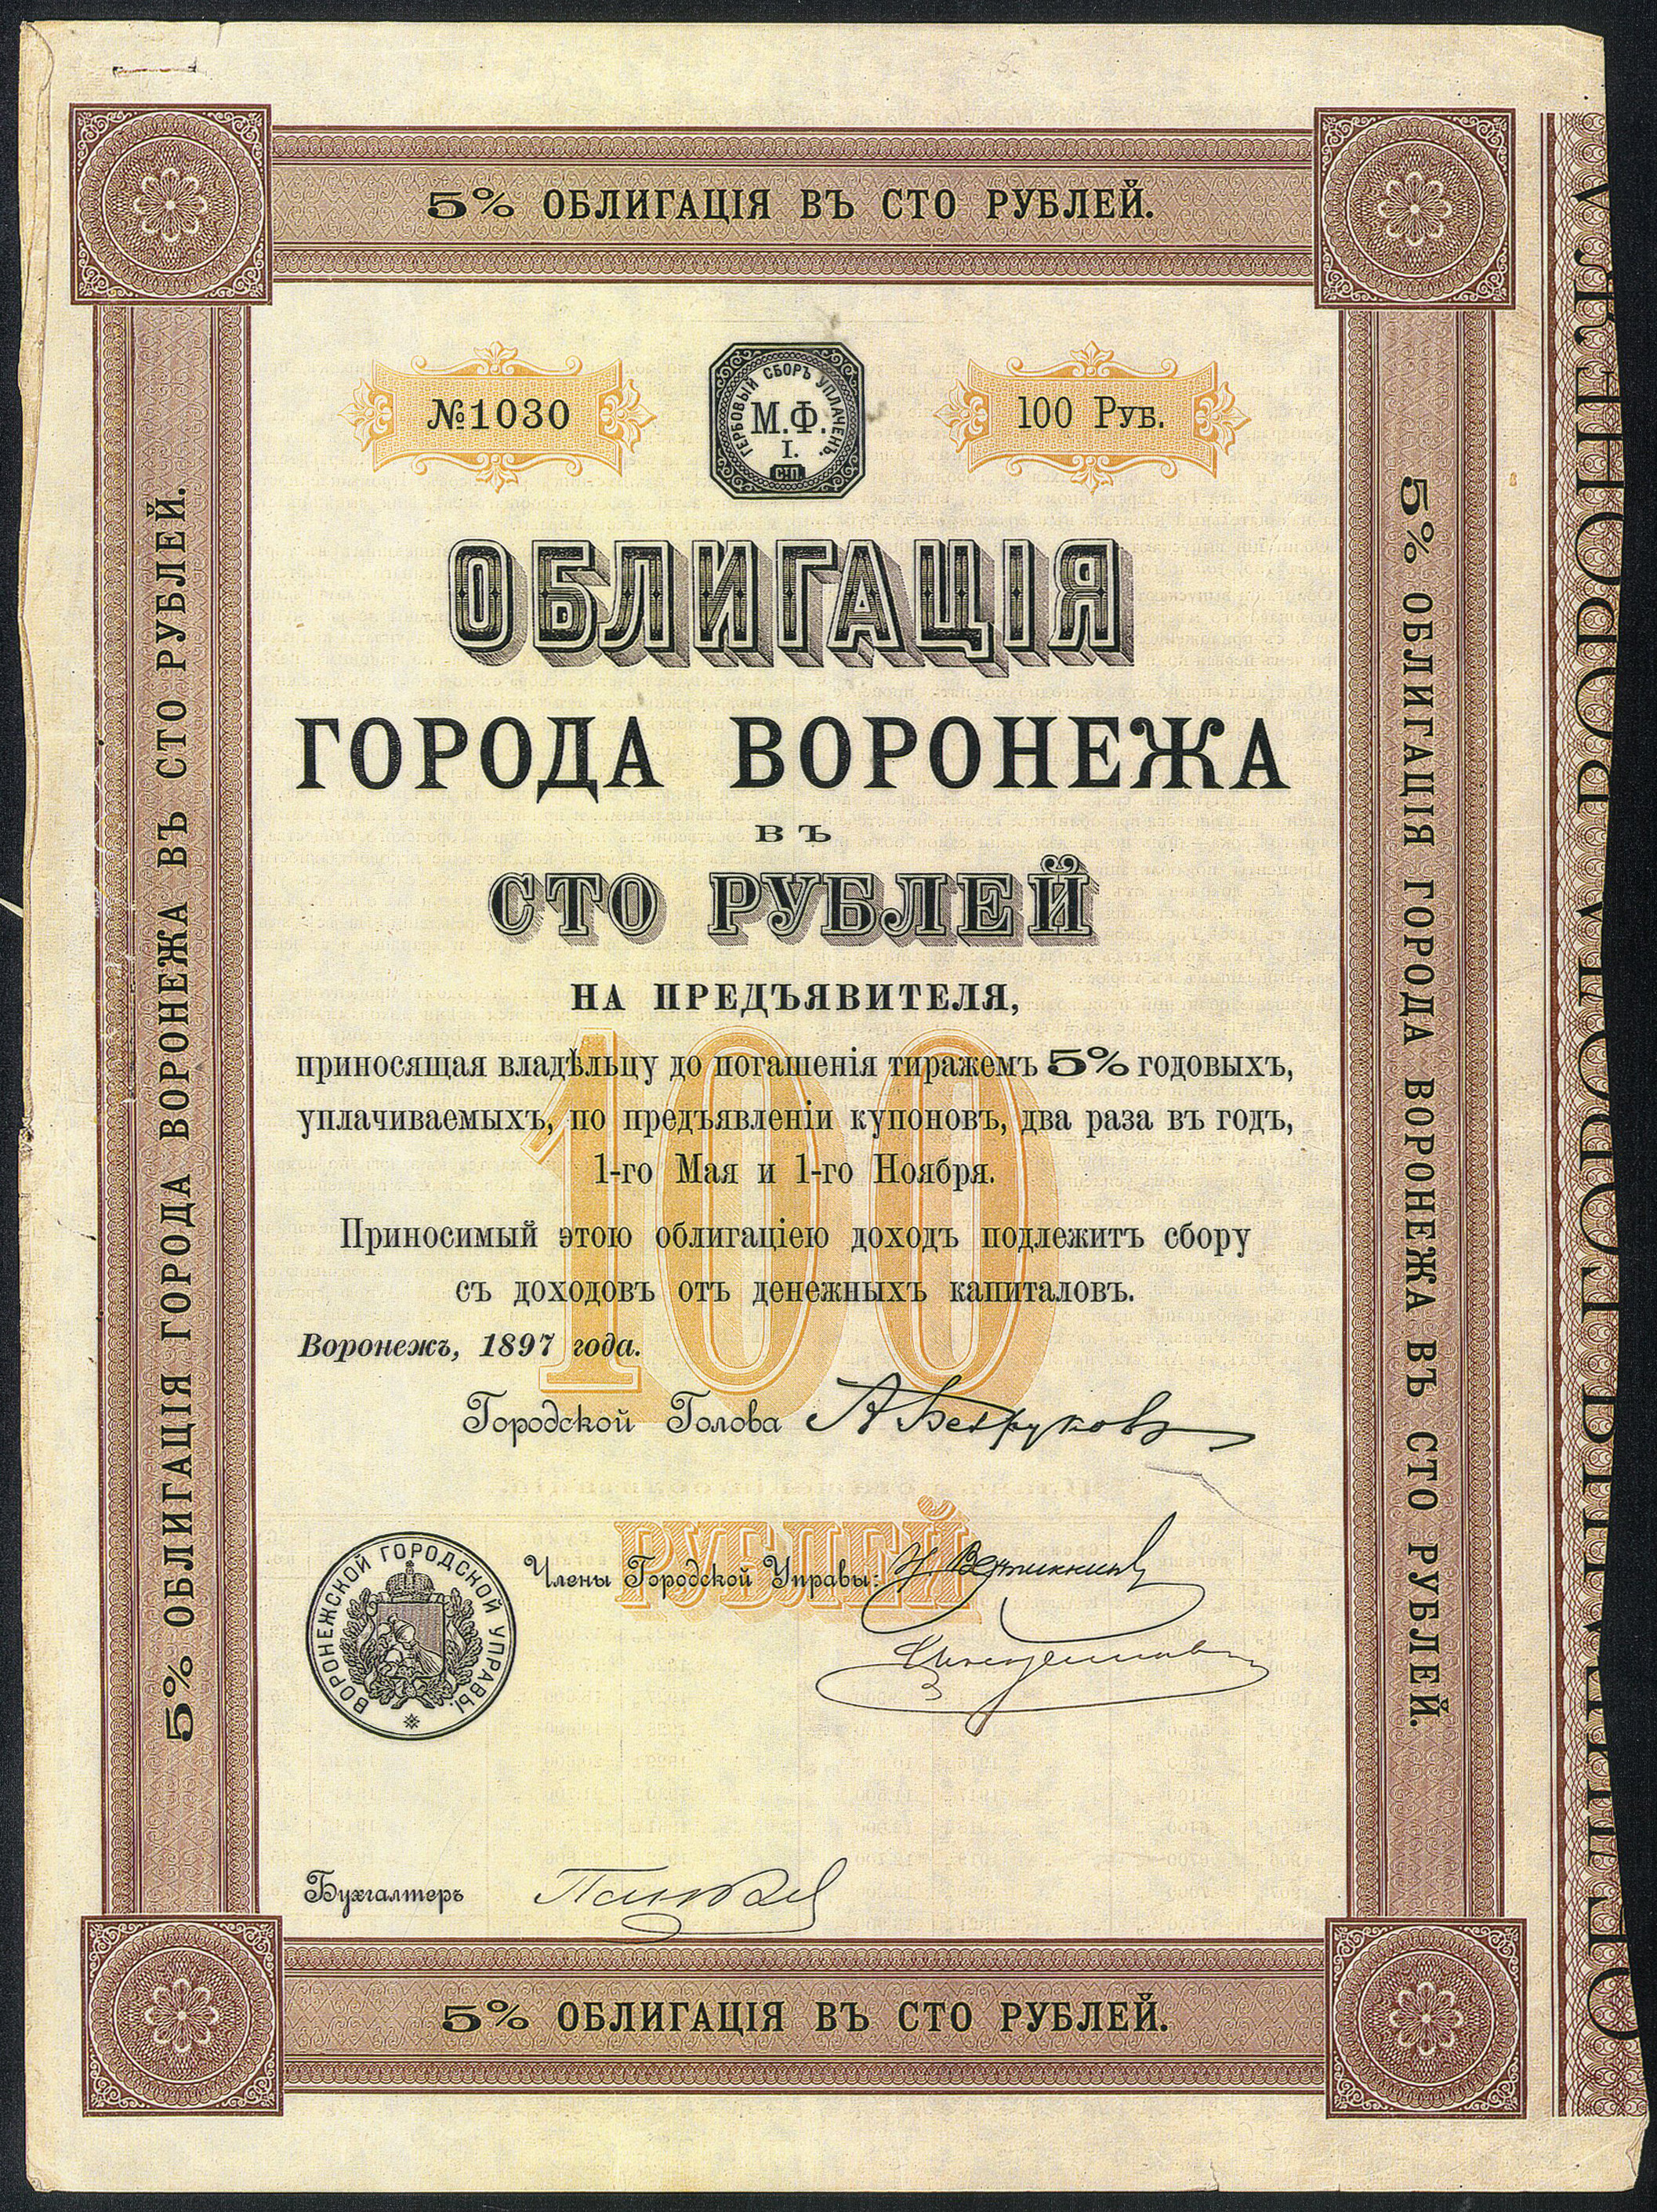 5% ОБЛИГАЦІЯ ВЪ СТО РУБЛЕЙ.
№1030
ГЕРБОВЫЙ СБОРЪ УПЛАЧЕНЪ.
М.Ф.
I.
С.П.
100 РУБ.
ОБЛИГАЦІЯ
ГОРОДА ВОРОНЕЖА
ВЪ
СТО РУБЛЕЙ
НА ПРЕДЪЯВИТЕЛЯ,
приносящая владѣльцу до погашенія тиражемъ 5% годовыхъ,
уплачиваемыхъ, по предъявленіи купоновъ, два раза въ годъ,
1-го Мая и 1-го Ноября.
Приносимый этою облигаціею доходъ подлежитъ сбору
съ доходовъ отъ денежныхъ капиталовъ.
Воронежъ, 1897 года.
100
Городской Голова
РУБЛЕЙ
Члены Городской Управы:
ВОРОНЕЖСКОЙ ГОРОДСКОЙ УПРАВЫ.
Бухгалтеръ
5% ОБЛИГАЦІЯ ВЪ СТО РУБЛЕЙ.
5% ОБЛИГАЦІЯ ГОРОДА ВОРОНЕЖА ВЪ СТО РУБЛЕЙ.
5% ОБЛИГАЦІЯ ГОРОДА ВОРОНЕЖА ВЪ СТО РУБЛЕЙ.